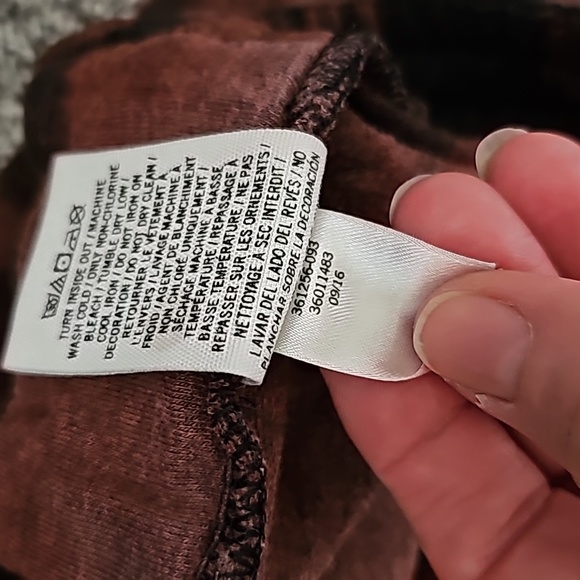 TURN INSIDE OUT / MACHINE
WASH COLD / ONLY NON-CHLORINE
BLEACH / TUMBLE DRY LOW /
COOL IRON / DO NOT IRON ON
DECORATION / DO NOT DRY CLEAN /
RETOURNER LE VÊTEMENT À
L'ENVERS / LAVAGE MACHINE À
FROID / AGENT DE BLANCHIMENT
NON CHLORÉ UNIQUEMENT /
SÉCHAGE MACHINE À BASSE
TEMPÉRATURE / REPASSAGE À
BASSE TEMPÉRATURE / NE PAS
REPASSER SUR LES ORNEMENTS /
NETTOYAGE À SEC INTERDIT /
LAVAR DEL LADO DEL REVÉS / NO
PLANCHAR SOBRE LA DECORACIÓN
361256-093
36011483
09/16